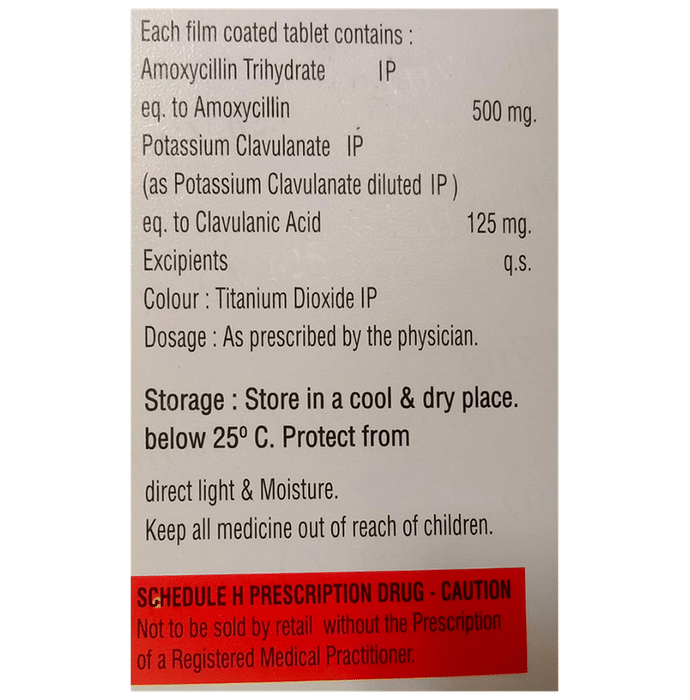 Each film coated tablet contains :
Amoxycillin Trihydrate IP
eq. to Amoxycillin 500 mg.
Potassium Clavulanate IP
(as Potassium Clavulanate diluted IP )
eq. to Clavulanic Acid 125 mg.
Excipients q.s.
Colour : Titanium Dioxide IP
Dosage : As prescribed by the physician.
Storage : Store in a cool & dry place.
below 25º C. Protect from
direct light & Moisture.
Keep all medicine out of reach of children.
SCHEDULE H PRESCRIPTION DRUG - CAUTION
Not to be sold by retail without the Prescription
of a Registered Medical Practitioner.